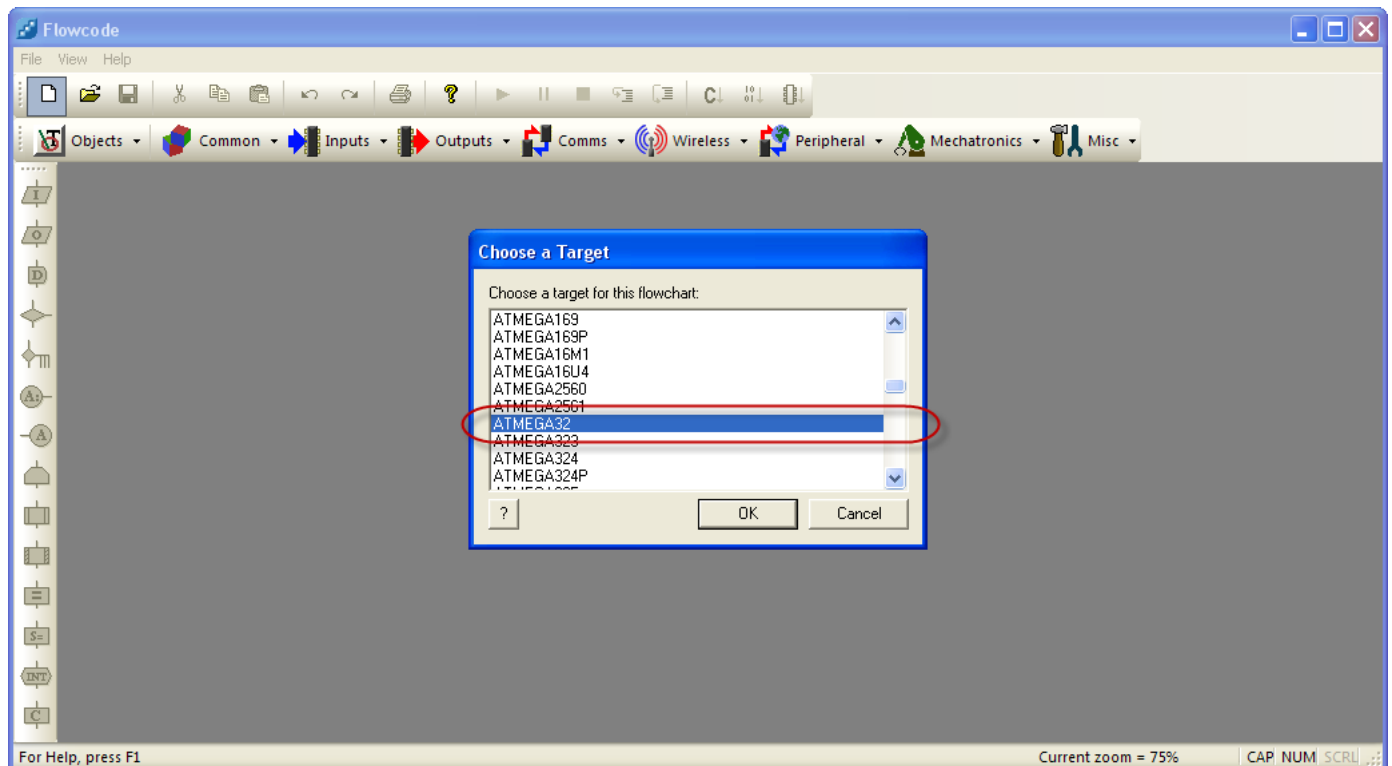 Flowcode
File View Help
Objects Common Inputs Outputs Comms Wireless Peripheral Mechatronics Misc
Choose a Target
Choose a target for this flowchart:
ATMEGA169
ATMEGA169P
ATMEGA16M1
ATMEGA16U4
ATMEGA2560
ATMEGA2561
ATMEGA32
ATMEGA323
ATMEGA324
ATMEGA324P
? OK Cancel
I
O
D
A:
A
=
S=
INT
C
For Help, press F1 Current zoom = 75% CAP NUM SCRL